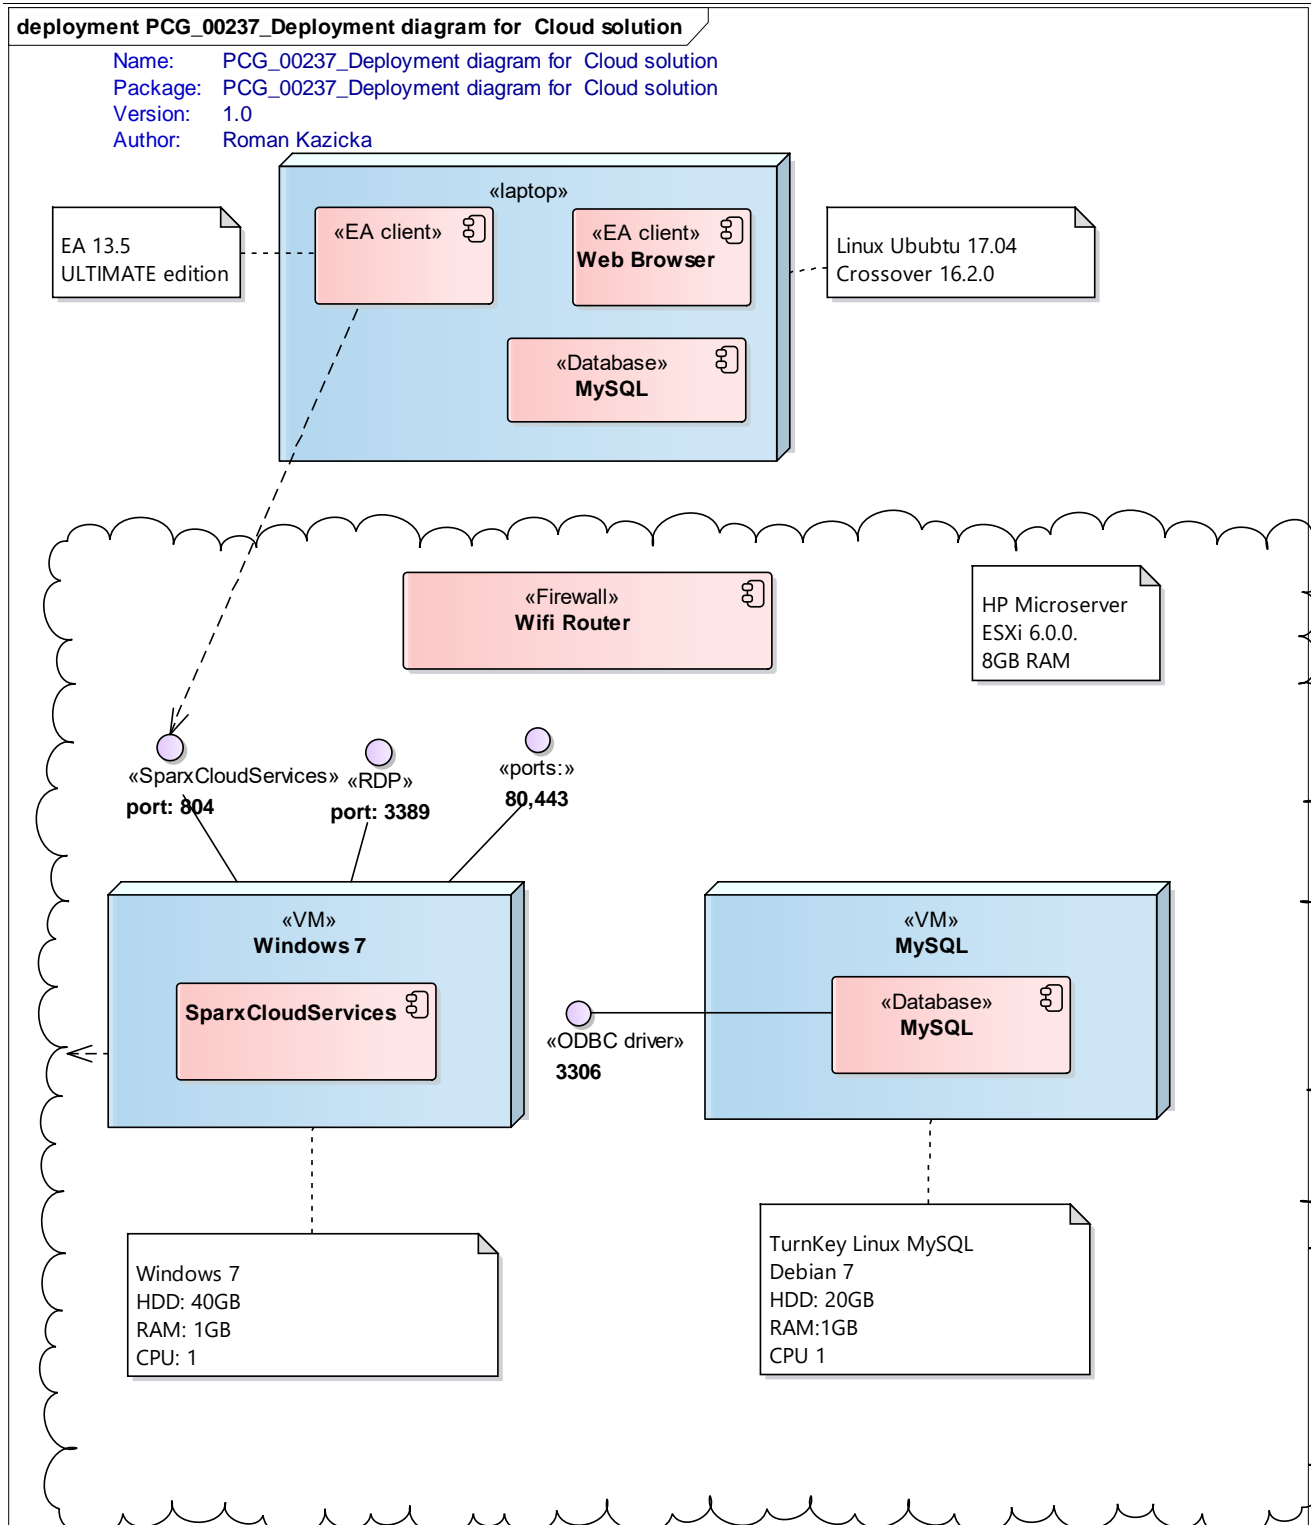 deployment PCG_00237_Deployment diagram for  Cloud solution
Name: PCG_00237_Deployment diagram for  Cloud solution
Package: PCG_00237_Deployment diagram for  Cloud solution
Version: 1.0
Author: Roman Kazicka
«laptop»
EA 13.5
ULTIMATE edition
«EA client»
«EA client»
Web Browser
Linux Ububtu 17.04
Crossover 16.2.0
«Database»
MySQL
«Firewall»
Wifi Router
HP Microserver
ESXi 6.0.0.
8GB RAM
«SparxCloudServices»
port: 804
«RDP»
port: 3389
«ports:»
80,443
«VM»
Windows 7
SparxCloudServices
«VM»
MySQL
«Database»
MySQL
«ODBC driver»
3306
Windows 7
HDD: 40GB
RAM: 1GB
CPU: 1
TurnKey Linux MySQL
Debian 7
HDD: 20GB
RAM:1GB
CPU 1